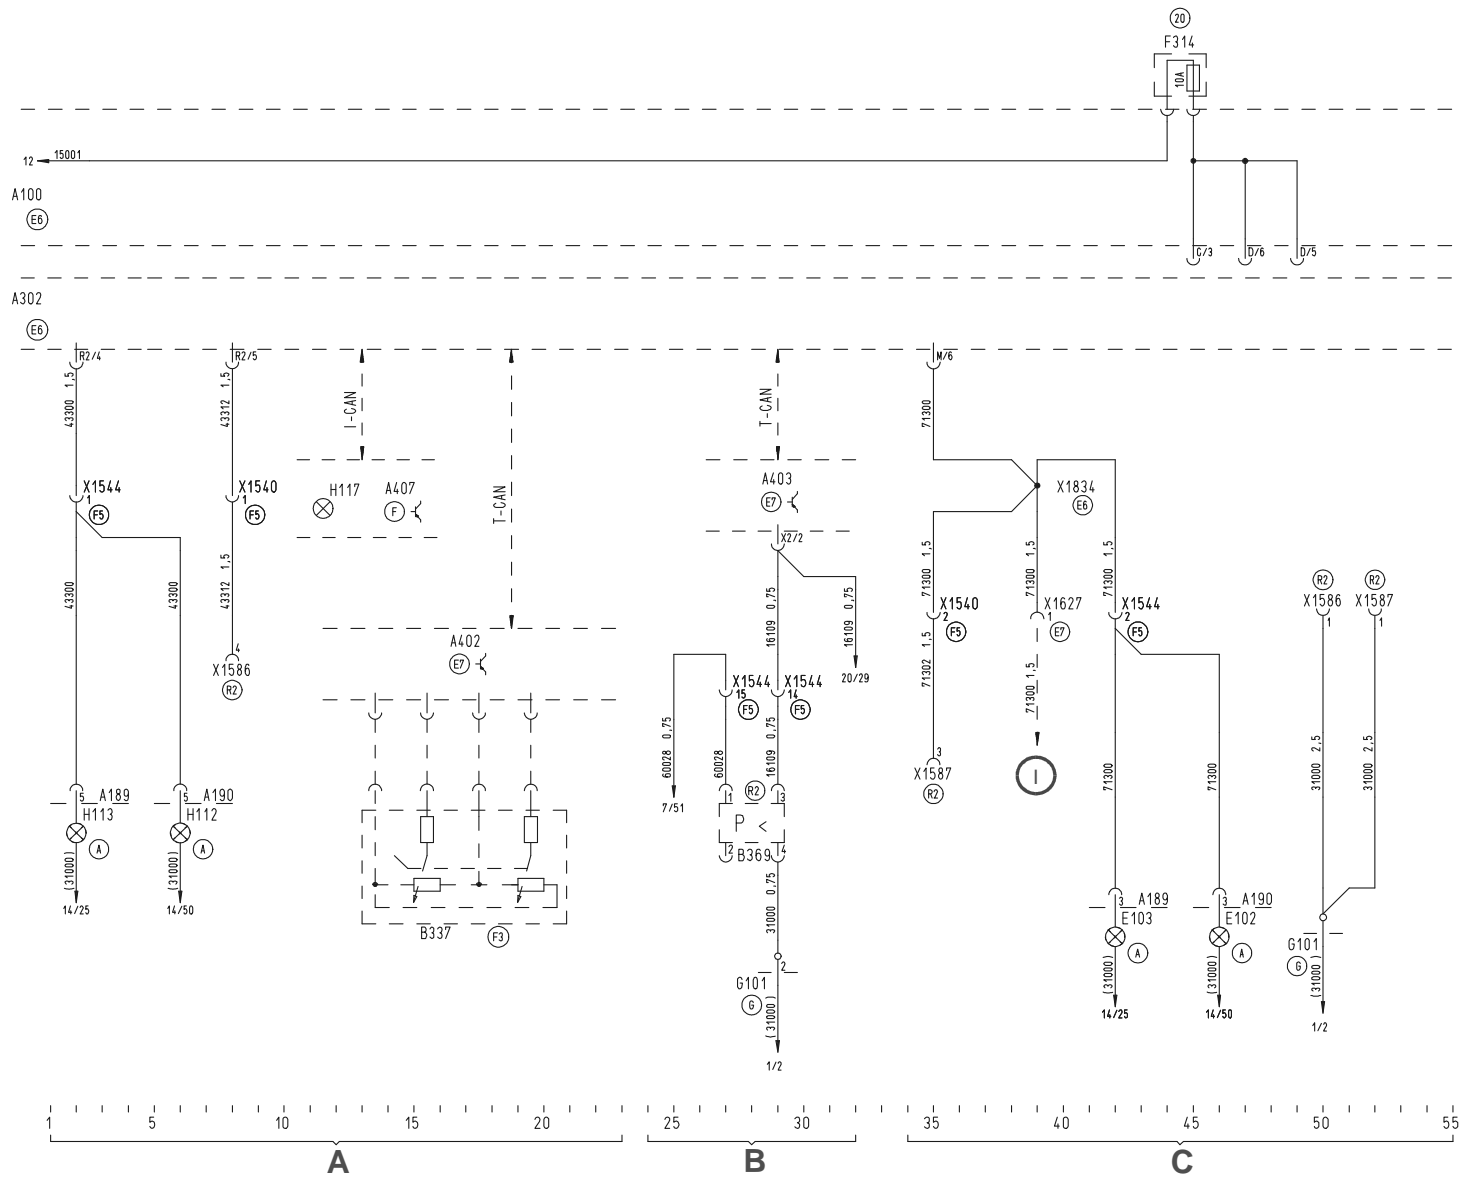 20
F314
10A
12
15001
A100
E6
C/3
D/6
D/5
A302
E6
R2/4
R2/5
M/6
43300 1,5
43312 1,5
I-CAN
T-CAN
T-CAN
71300
X1544
1
F5
X1540
1
F5
H117
A407
F
A403
E7
X2/2
X1834
E6
43300
43300
43312 1,5
4
X1586
R2
A402
E7
16109 0,75
16109 0,75
20/29
71300 1,5
71300 1,5
71300 1,5
X1540
2
F5
X1627
1
E7
X1544
2
F5
R2
X1586
1
R2
X1587
1
X1544
15
F5
X1544
14
F5
60028 0,75
60028
16109 0,75
7/51
71302 1,5
71300 1,5
3
X1587
R2
I
71300
71300
31000 2,5
31000 2,5
5
A189
H113
A
(31000)
14/25
5
A190
H112
A
(31000)
14/50
R2
1
3
P <
2
4
B369
31000 0,75
B337
F3
2
G101
G
(31000)
1/2
3
A189
E103
A
(31000)
14/25
3
A190
E102
A
(31000)
14/50
G101
G
(31000)
1/2
1 5 10 15 20 25 30 35 40 45 50 55
A B C